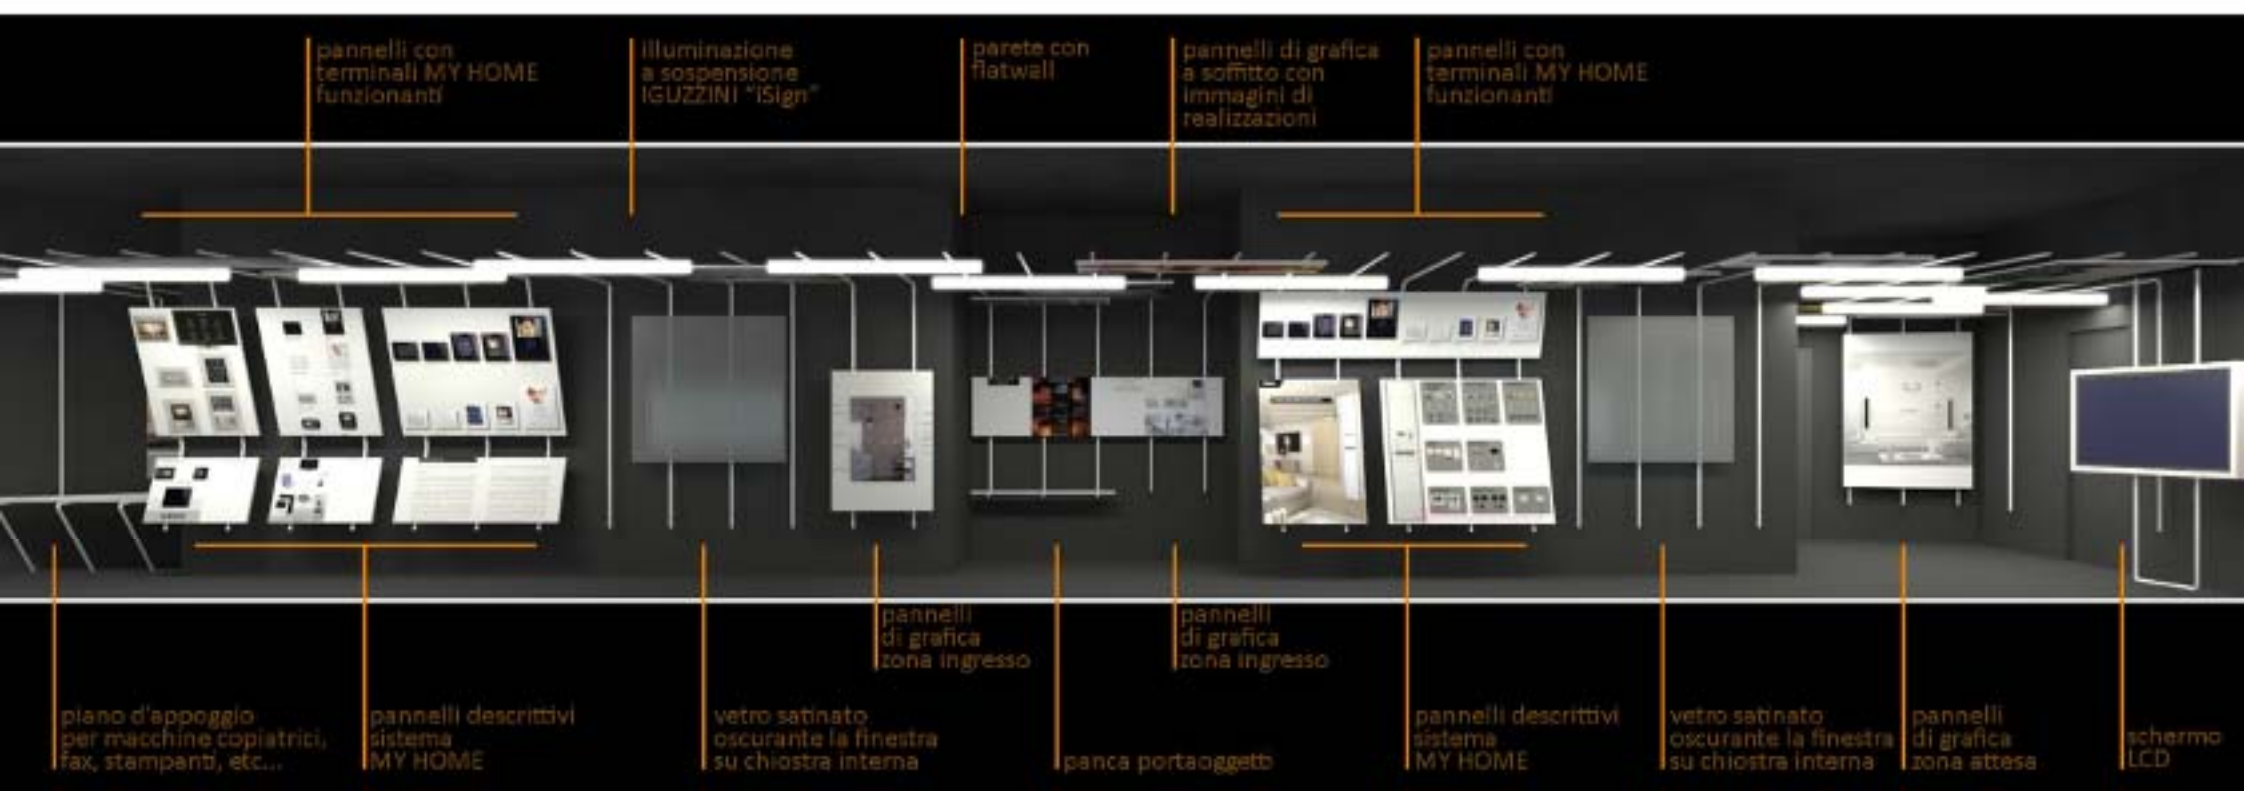 pannelli con
terminali MY HOME
funzionanti
illuminazione
a sospensione
IGUZZINI "iSign"
parete con
flatwall
pannelli di grafica
a soffitto con
immagini di
realizzazioni
pannelli con
terminali MY HOME
funzionanti
piano d'appoggio
per macchine copiatrici,
fax, stampanti, etc...
pannelli descrittivi
sistema
MY HOME
vetro satinato
oscurante la finestra
su chiostra interna
pannelli
di grafica
zona ingresso
panca portaoggetti
pannelli
di grafica
zona ingresso
pannelli descrittivi
sistema
MY HOME
vetro satinato
oscurante la finestra
su chiostra interna
pannelli
di grafica
zona attesa
schermo
LCD